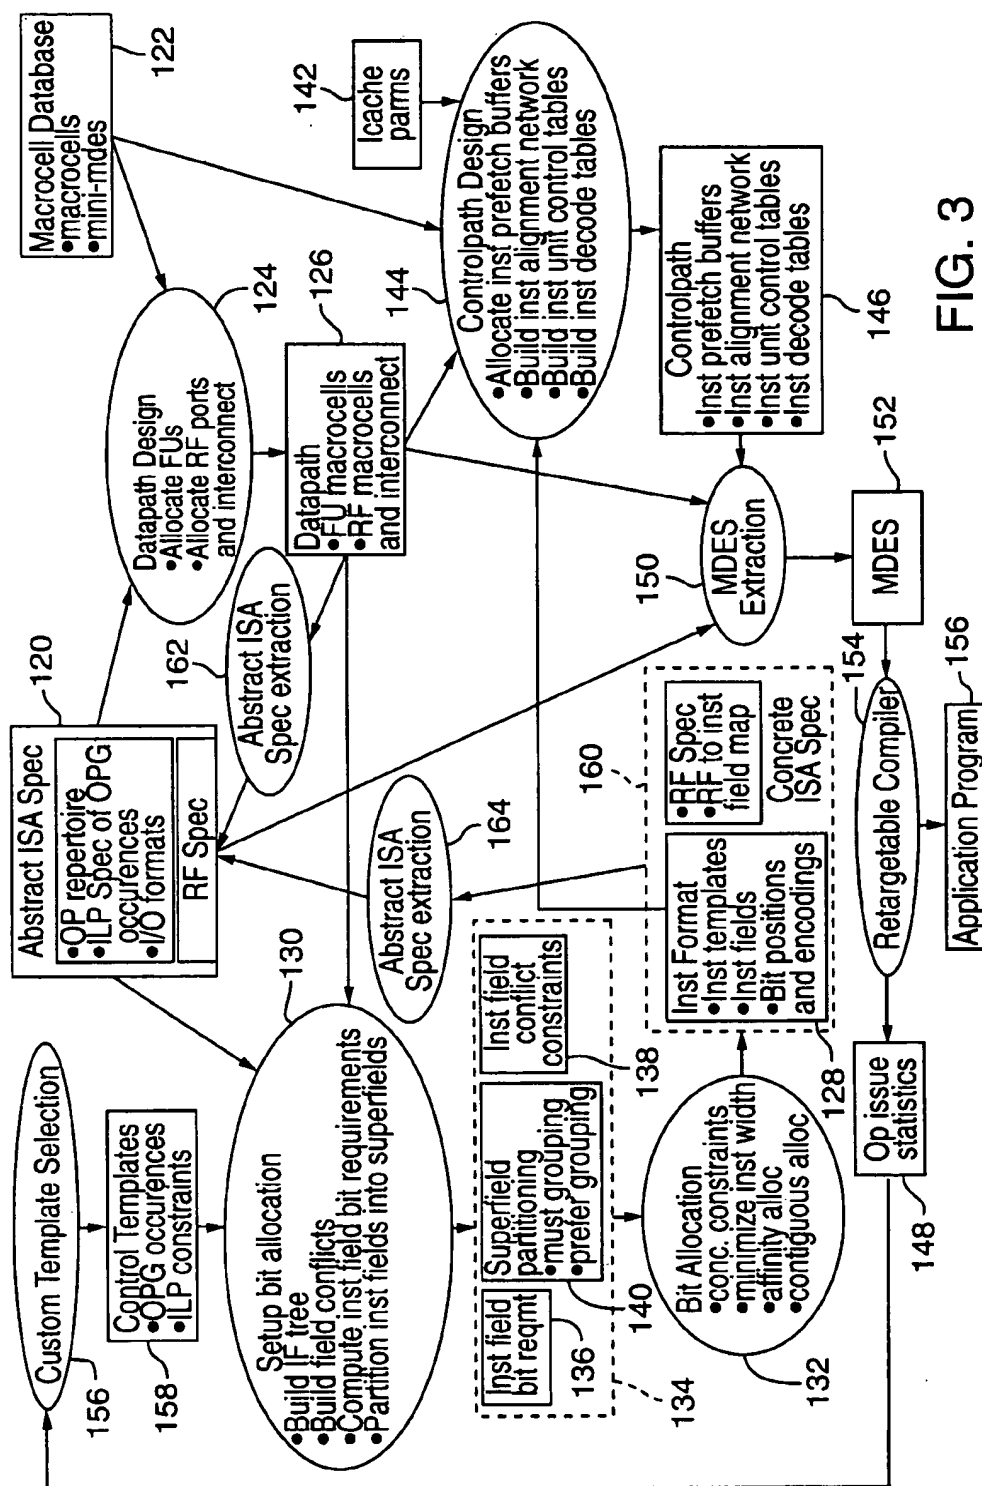 Custom Template Selection
156
Control Templates
•OPG occurences
•ILP constraints
158
Abstract ISA Spec
120
•OP repertoire
•ILP Spec of OPG
occurences
•I/O formats
RF Spec
Macrocell Database
•macrocells
•mini-mdes
122
Datapath Design
•Allocate FUs
•Allocate RF ports
and interconnect
124
Abstract ISA
Spec extraction
162
Datapath
•FU macrocells
•RF macrocells
and interconnect
126
Setup bit allocation
•Build IF tree
•Build field conflicts
•Compute inst field bit requirements
•Partition inst fields into superfields
130
Abstract ISA
Spec extraction
164
Icache
parms
142
Controlpath Design
•Allocate inst prefetch buffers
•Build inst alignment network
•Build inst unit control tables
•Build inst decode tables
144
Inst field
bit reqmt
136
Superfield
partitioning
•must grouping
•prefer grouping
140
Inst field
conflict
constraints
138
134
Bit Allocation
•conc. constraints
•minimize inst width
•affinity alloc
•contiguous alloc
132
Inst Format
•Inst templates
•Inst fields
•Bit positions
and encodings
128
•RF Spec
•RF to inst
field map
Concrete
ISA Spec
160
MDES
Extraction
150
Controlpath
•Inst prefetch buffers
•Inst alignment network
•Inst unit control tables
•Inst decode tables
146
MDES
152
Retargetable Compiler
154
Op issue
statistics
148
Application Program
156
FIG. 3